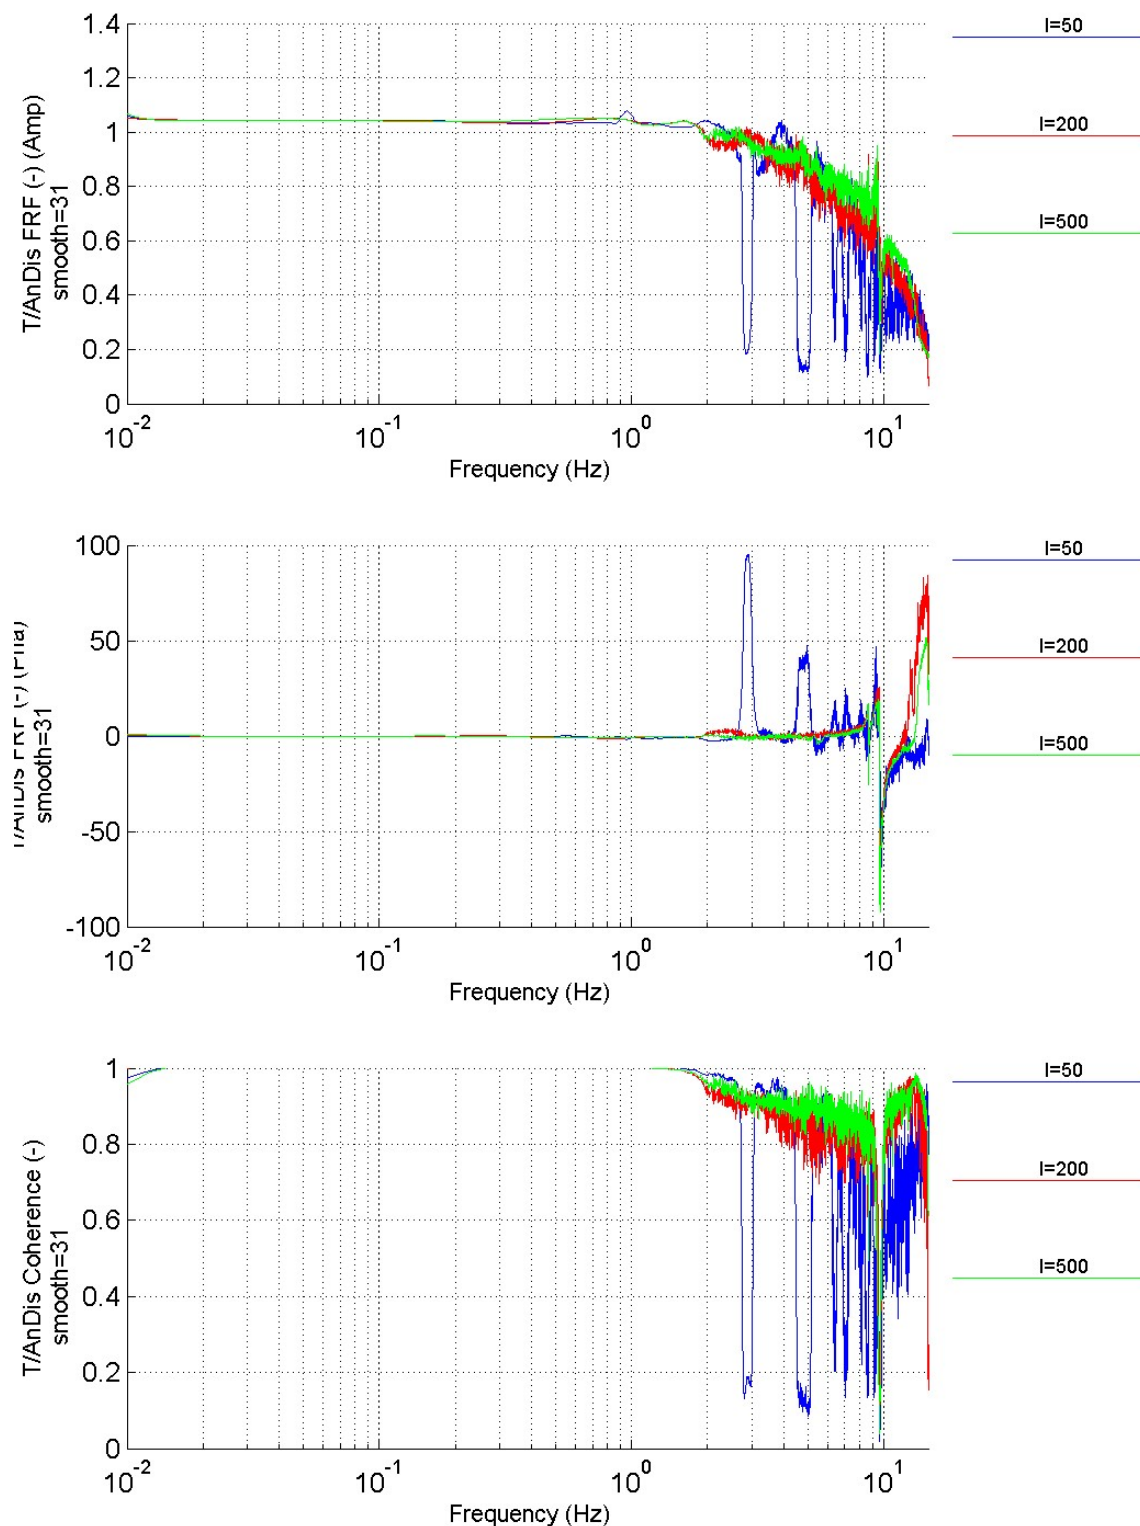 1.4
1.2
1
0.8
0.6
0.4
0.2
0
T/AnDis FRF (-) (Amp)
smooth=31
10^-2
10^-1
10^0
10^1
Frequency (Hz)
I=50
I=200
I=500
100
50
0
-50
-100
T/AnDis FRF (-) (Pha)
smooth=31
10^-2
10^-1
10^0
10^1
Frequency (Hz)
I=50
I=200
I=500
1
0.8
0.6
0.4
0.2
0
T/AnDis Coherence (-)
smooth=31
10^-2
10^-1
10^0
10^1
Frequency (Hz)
I=50
I=200
I=500